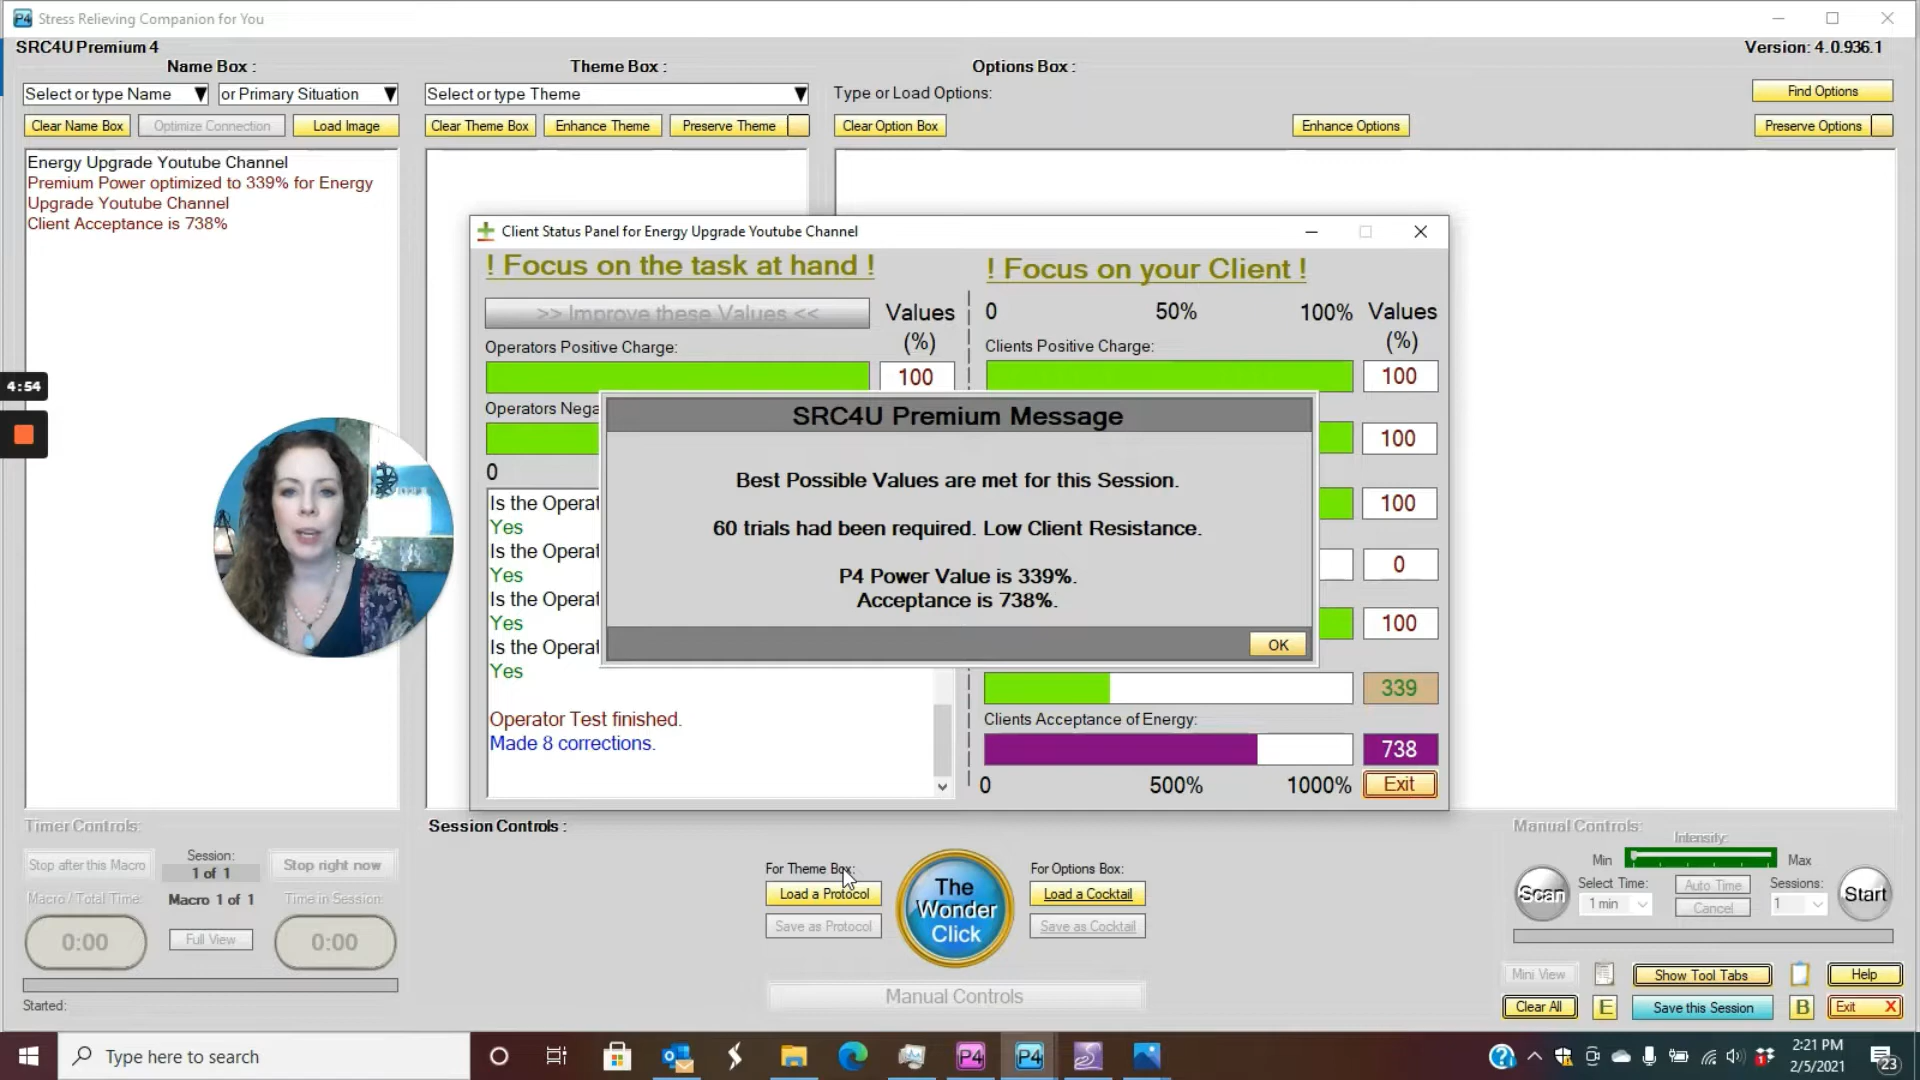 Stress Relieving Companion for You
SRC4U Premium 4
Version: 4.0.936.1
Name Box :
Theme Box :
Options Box :
Select or type Name
or Primary Situation
Select or type Theme
Type or Load Options:
Find Options
Clear Name Box
Optimize Connection
Load Image
Clear Theme Box
Enhance Theme
Preserve Theme
Clear Option Box
Enhance Options
Preserve Options
Energy Upgrade Youtube Channel
Premium Power optimized to 339% for Energy
Upgrade Youtube Channel
Client Acceptance is 738%
Client Status Panel for Energy Upgrade Youtube Channel
! Focus on the task at hand !
! Focus on your Client !
>> Improve these Values <<
Values
(%)
0
50%
100%
Values
(%)
Operators Positive Charge:
100
Clients Positive Charge:
100
Operators Nega
100
0
100
0
100
Is the Operat
Yes
Is the Operat
Yes
Is the Operat
Yes
Is the Operat
Yes
Operator Test finished.
Made 8 corrections.
SRC4U Premium Message
Best Possible Values are met for this Session.
60 trials had been required. Low Client Resistance.
P4 Power Value is 339%.
Acceptance is 738%.
OK
339
Clients Acceptance of Energy:
738
0
500%
1000%
Exit
4:54
Timer Controls:
Stop after this Macro
Session:
1 of 1
Stop right now
Macro / Total Time:
Macro 1 of 1
Time in Session:
0:00
Full View
0:00
Started:
Session Controls :
For Theme Box:
Load a Protocol
Save as Protocol
The
Wonder
Click
For Options Box:
Load a Cocktail
Save as Cocktail
Manual Controls
Manual Controls:
Intensity:
Min
Max
Scan
Select Time:
1 min
Auto Time
Cancel
Sessions:
1
Start
Mini View
Show Tool Tabs
Help
Clear All
E
Save this Session
B
Exit X
Type here to search
P4
P4
2:21 PM
2/5/2021
23